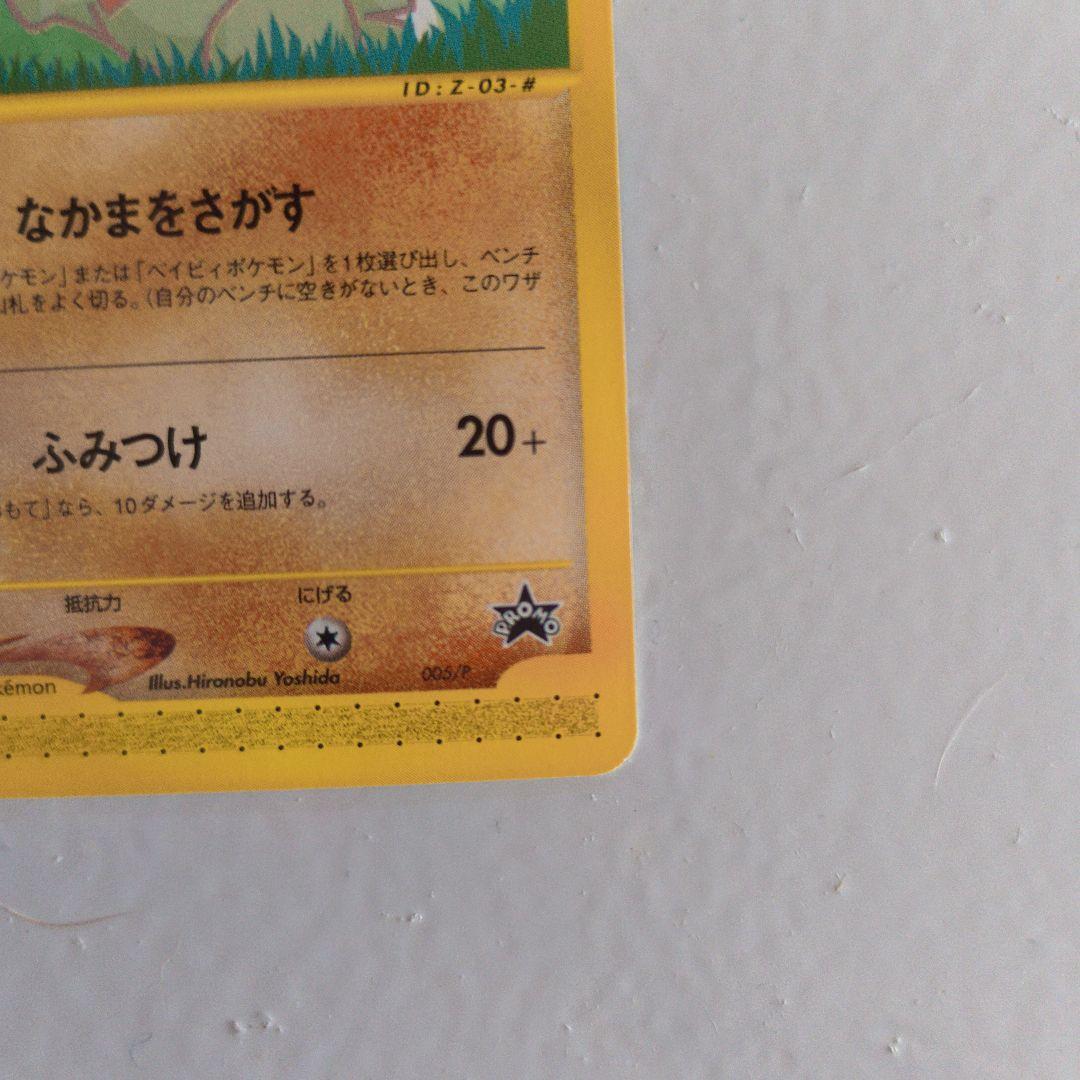 ID:Z-03-#
なかまをさがす
ケモン」または「ベイビィポケモン」を1枚選び出し、ベンチ
札をよく切る。(自分のベンチに空きがないとき、このワザ
ふみつけ 20+
もて』なら、10ダメージを追加する。
抵抗力 にげる
PROMO
kémon Illus.Hironobu Yoshida 005/P